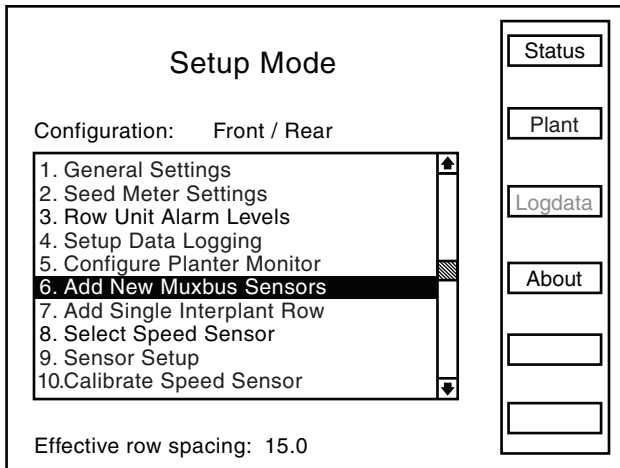 Setup Mode
Configuration: Front / Rear
1. General Settings
2. Seed Meter Settings
3. Row Unit Alarm Levels
4. Setup Data Logging
5. Configure Planter Monitor
6. Add New Muxbus Sensors
7. Add Single Interplant Row
8. Select Speed Sensor
9. Sensor Setup
10.Calibrate Speed Sensor
Effective row spacing: 15.0
Status
Plant
Logdata
About